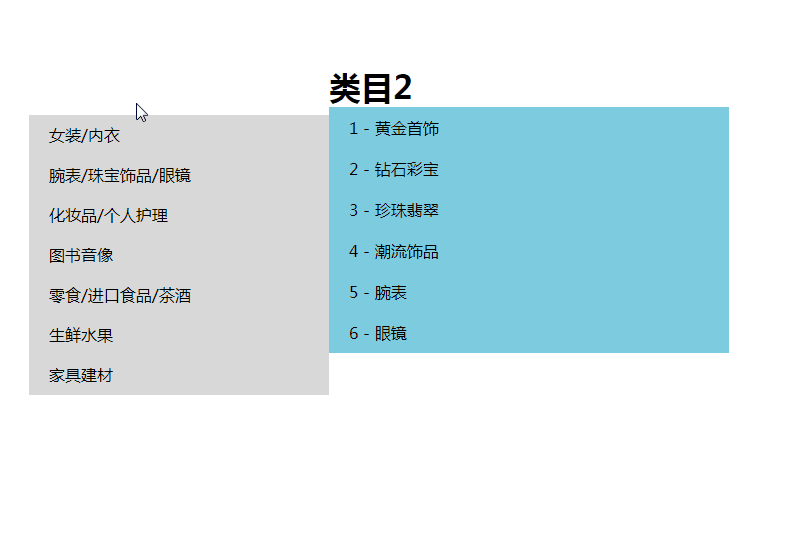 类目2
女装/内衣
腕表/珠宝饰品/眼镜
化妆品/个人护理
图书音像
零食/进口食品/茶酒
生鲜水果
家具建材
1 - 黄金首饰
2 - 钻石彩宝
3 - 珍珠翡翠
4 - 潮流饰品
5 - 腕表
6 - 眼镜